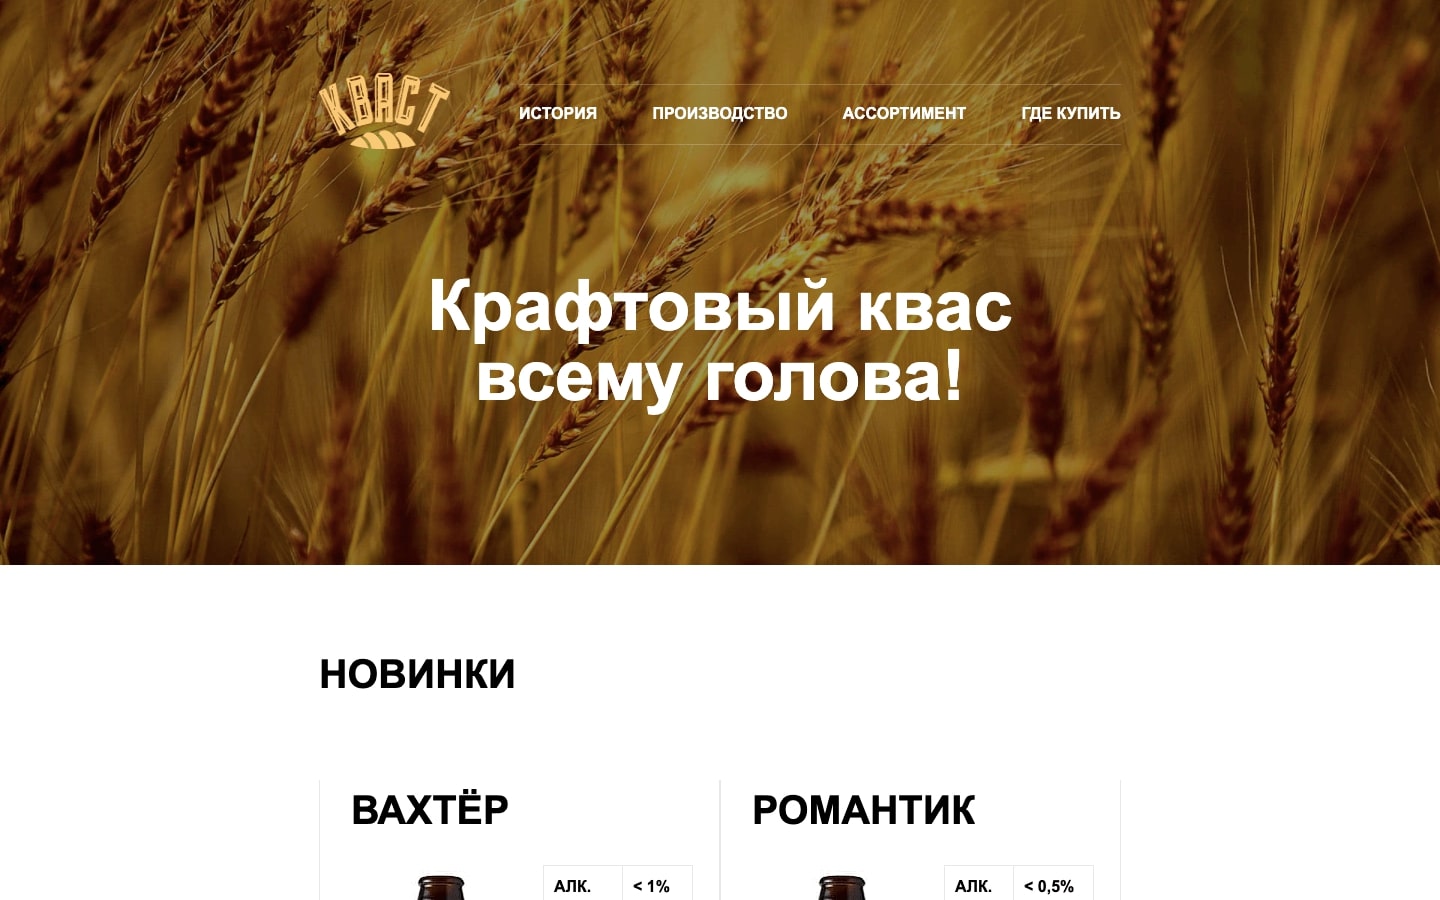 КВАСТ
ИСТОРИЯ ПРОИЗВОДСТВО АССОРТИМЕНТ ГДЕ КУПИТЬ
Крафтовый квас
всему голова!
НОВИНКИ
ВАХТЁР
АЛК. < 1%
РОМАНТИК
АЛК. < 0,5%